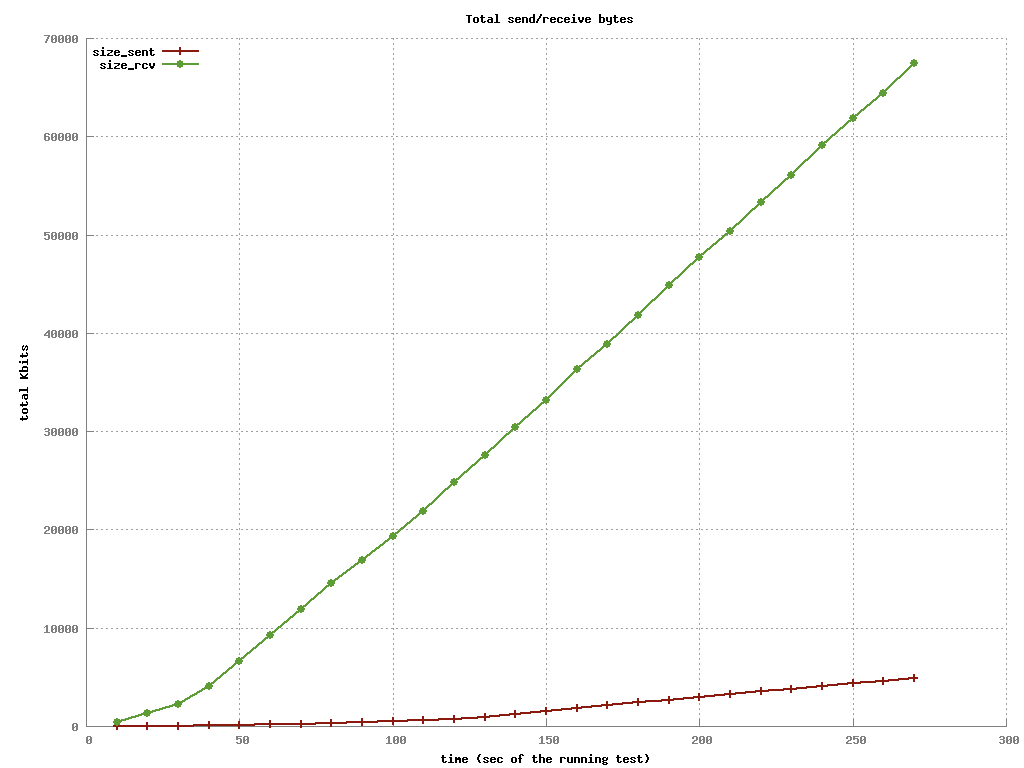 Total send/receive bytes
70000
size_sent
size_rcv
60000
50000
40000
total Kbits
30000
20000
10000
0
0 50 100 150 200 250 300
time (sec of the running test)